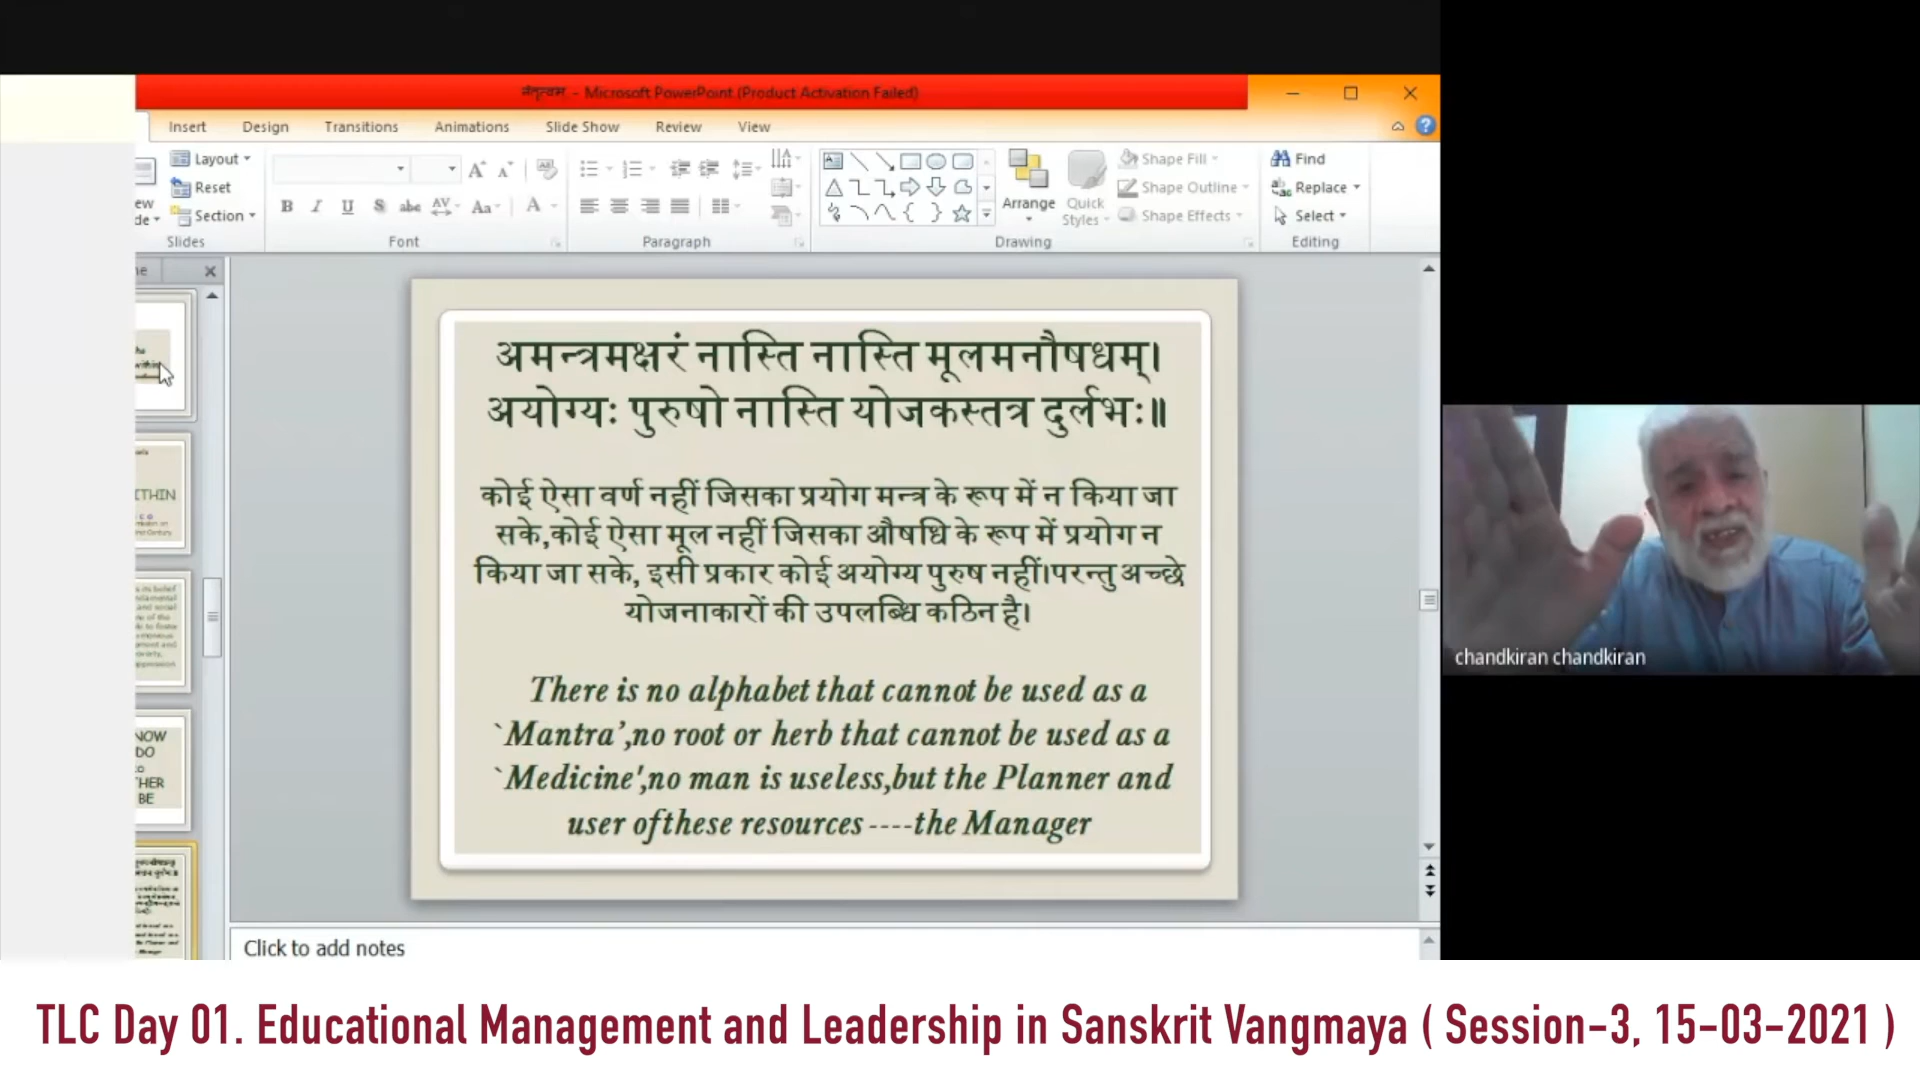 नेतृत्वम - Microsoft PowerPoint (Product Activation Failed)
Insert Design Transitions Animations Slide Show Review View
Layout
Reset
Section
Slides
B I U S abc AV Aa A
Font
Paragraph
Arrange
Quick Styles
Shape Fill
Shape Outline
Shape Effects
Drawing
Find
Replace
Select
Editing
अमन्त्रमक्षरं नास्ति नास्ति मूलमनौषधम्।
अयोग्यः पुरुषो नास्ति योजकस्तत्र दुर्लभः॥
कोई ऐसा वर्ण नहीं जिसका प्रयोग मन्त्र के रूप में न किया जा
सके,कोई ऐसा मूल नहीं जिसका औषधि के रूप में प्रयोग न
किया जा सके, इसी प्रकार कोई अयोग्य पुरुष नहीं।परन्तु अच्छे
योजनाकारों की उपलब्धि कठिन है।
There is no alphabet that cannot be used as a
`Mantra’,no root or herb that cannot be used as a
`Medicine',no man is useless,but the Planner and
user ofthese resources ----the Manager
Click to add notes
chandkiran chandkiran
TLC Day 01. Educational Management and Leadership in Sanskrit Vangmaya ( Session-3, 15-03-2021 )